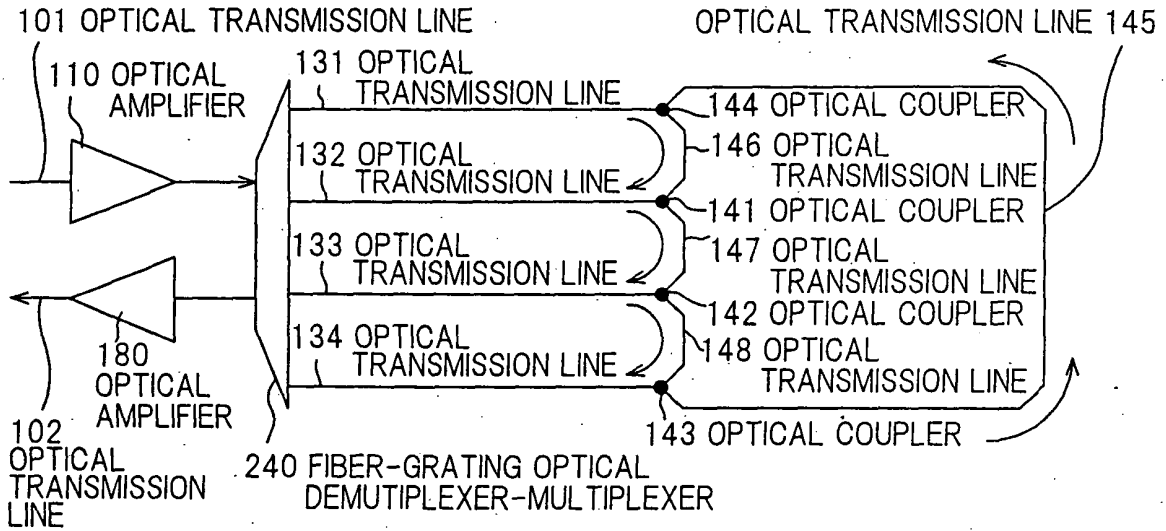 101 OPTICAL TRANSMISSION LINE
OPTICAL TRANSMISSION LINE 145
110 OPTICAL
AMPLIFIER
131 OPTICAL
TRANSMISSION LINE
144 OPTICAL COUPLER
132 OPTICAL
TRANSMISSION LINE
146 OPTICAL
TRANSMISSION LINE
141 OPTICAL COUPLER
133 OPTICAL
TRANSMISSION LINE
147 OPTICAL
TRANSMISSION LINE
142 OPTICAL COUPLER
134 OPTICAL
TRANSMISSION LINE
148 OPTICAL
TRANSMISSION LINE
180
OPTICAL
AMPLIFIER
143 OPTICAL COUPLER
102
OPTICAL
TRANSMISSION
LINE
240 FIBER-GRATING OPTICAL
DEMUTIPLEXER-MULTIPLEXER